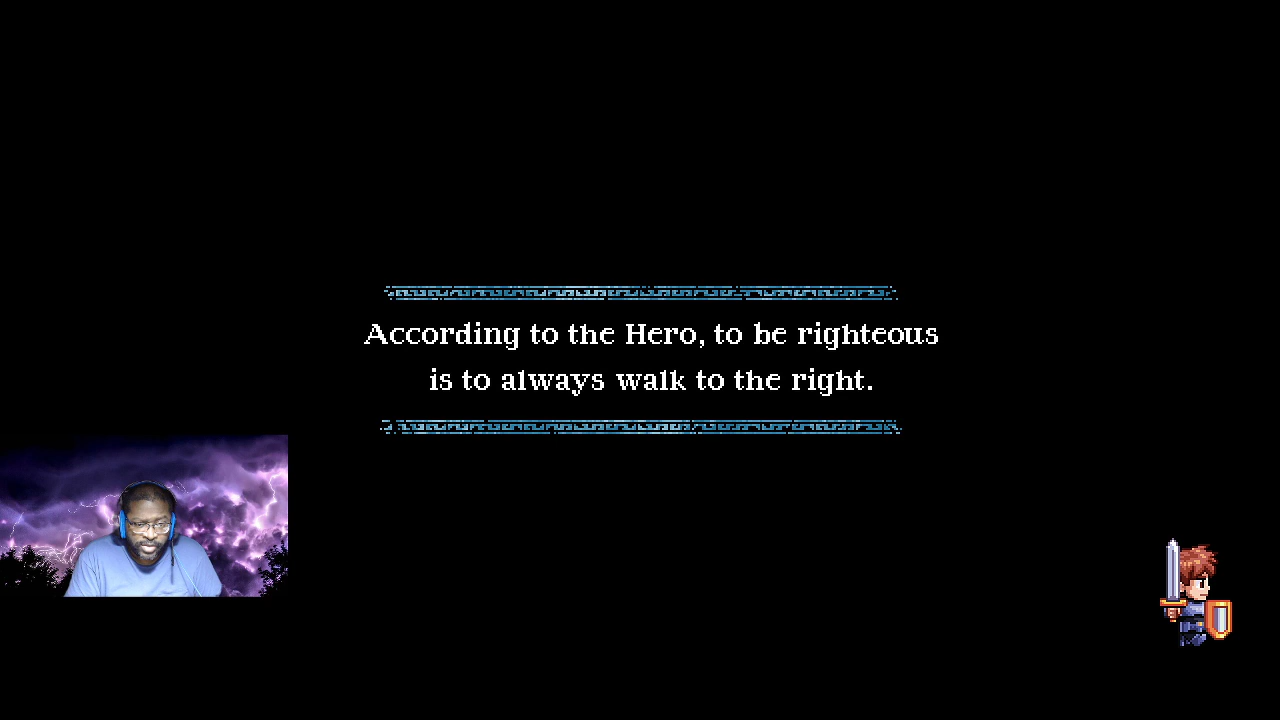 According to the Hero, to be righteous
is to always walk to the right.